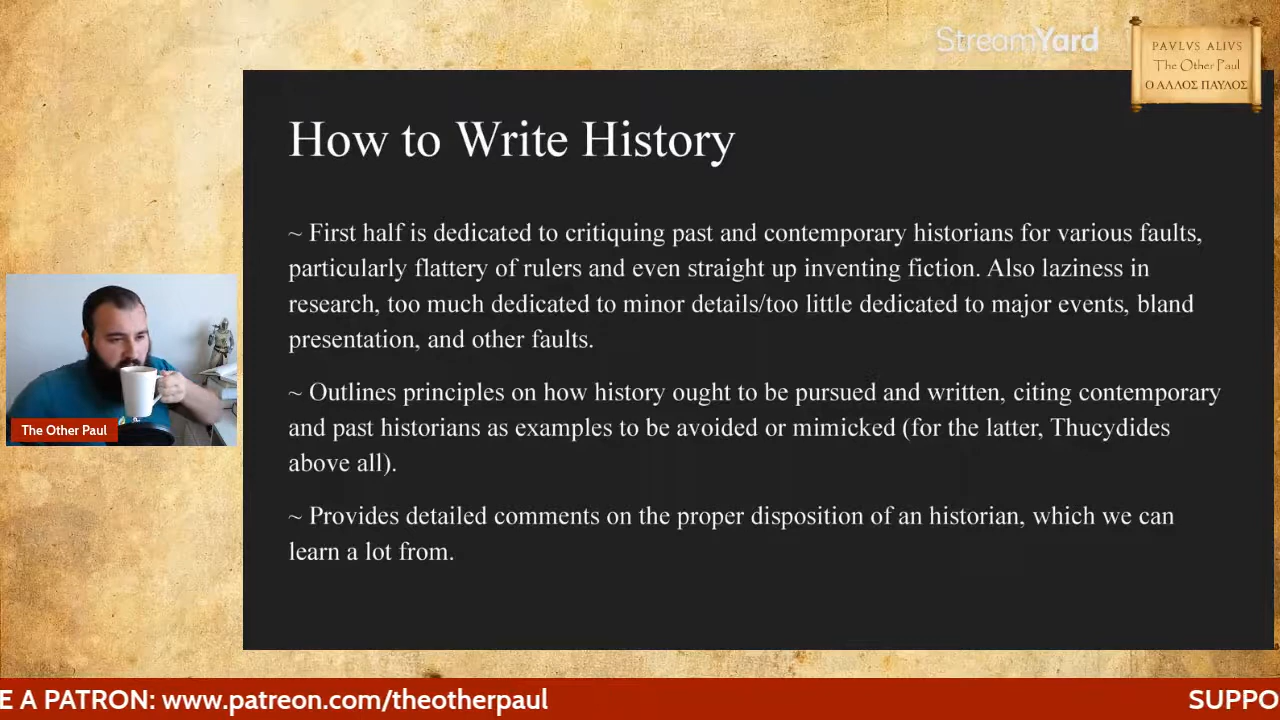 StreamYard
PAVLVS ALIVS
The Other Paul
Ο ΑΛΛΟΣ ΠΑΥΛΟΣ
How to Write History
~ First half is dedicated to critiquing past and contemporary historians for various faults,
particularly flattery of rulers and even straight up inventing fiction. Also laziness in
research, too much dedicated to minor details/too little dedicated to major events, bland
presentation, and other faults.
~ Outlines principles on how history ought to be pursued and written, citing contemporary
and past historians as examples to be avoided or mimicked (for the latter, Thucydides
above all).
~ Provides detailed comments on the proper disposition of an historian, which we can
learn a lot from.
The Other Paul
E A PATRON: www.patreon.com/theotherpaul
SUPPO